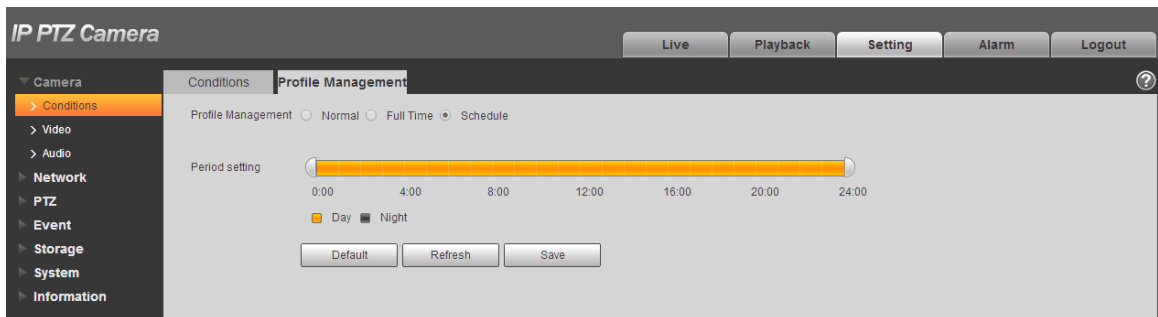 IP PTZ Camera
Live Playback Setting Alarm Logout
Camera
Conditions
Video
Audio
Network
PTZ
Event
Storage
System
Information
Conditions Profile Management ?
Profile Management Normal Full Time Schedule
Period setting
0:00 4:00 8:00 12:00 16:00 20:00 24:00
Day Night
Default Refresh Save